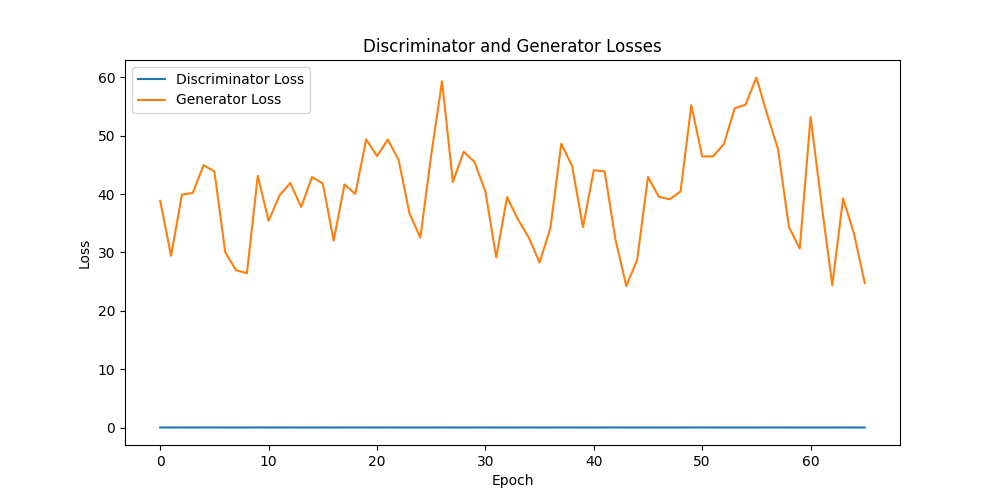 Discriminator and Generator Losses
Discriminator Loss
Generator Loss
60
50
40
30
20
10
0
Loss
0 10 20 30 40 50 60
Epoch